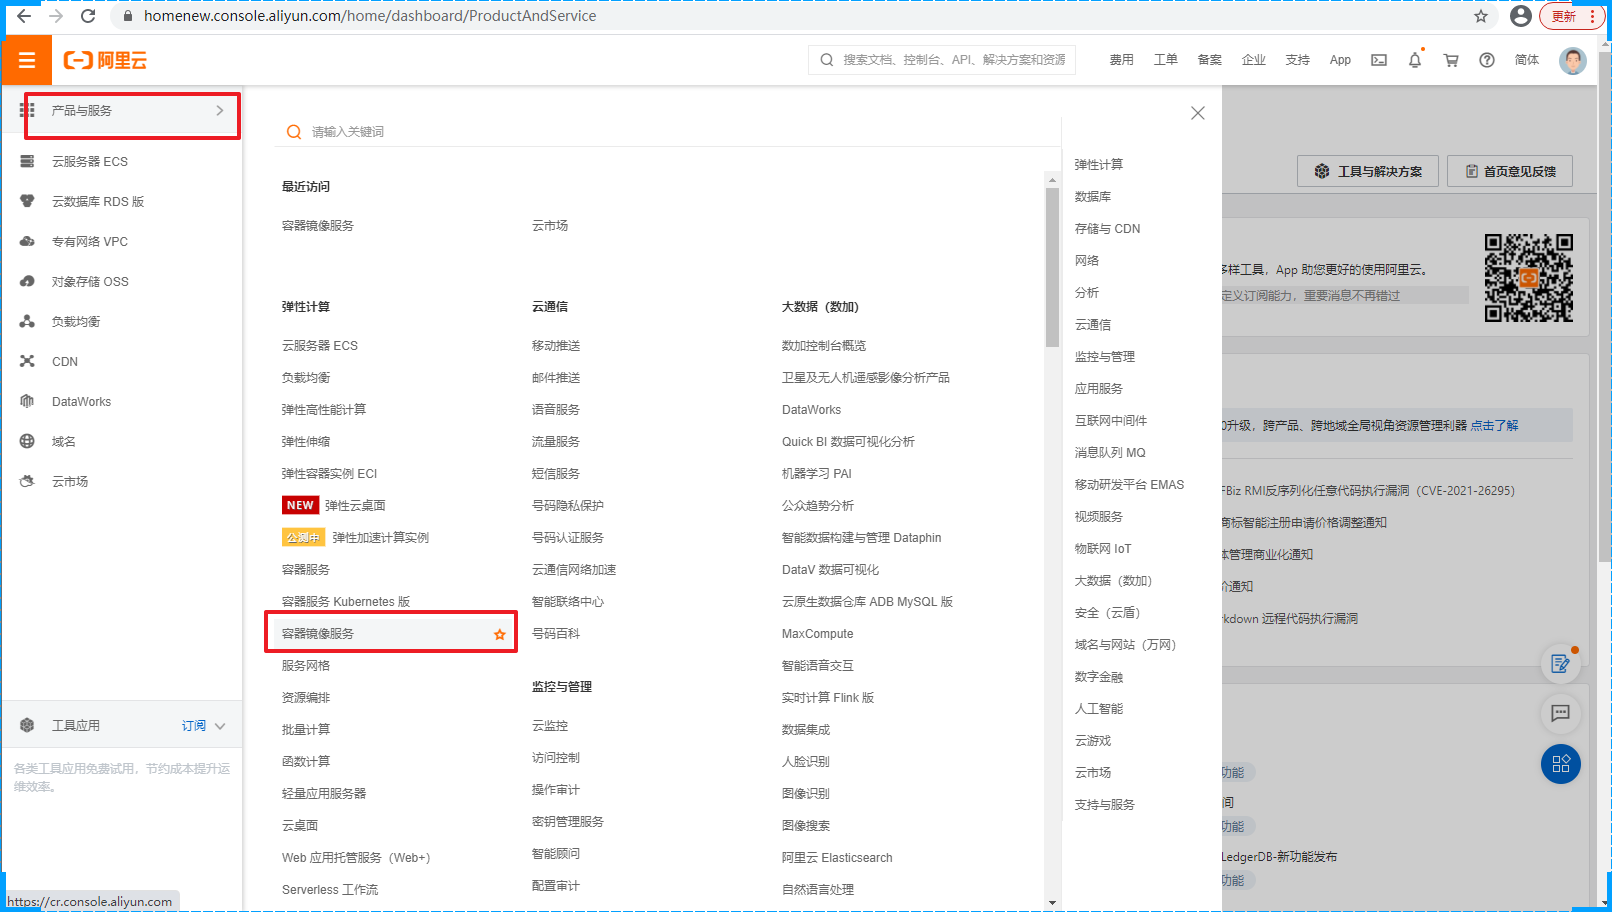 homenew.console.aliyun.com/home/dashboard/ProductAndService
更新
阿里云
搜索文档、控制台、API、解决方案和资源
费用
工单
备案
企业
支持
App
简体
产品与服务
云服务器 ECS
云数据库 RDS 版
专有网络 VPC
对象存储 OSS
负载均衡
CDN
DataWorks
域名
云市场
工具应用
订阅
各类工具应用免费试用，节约成本提升运
维效率。
请输入关键词
最近访问
容器镜像服务
云市场
弹性计算
云服务器 ECS
负载均衡
弹性高性能计算
弹性伸缩
弹性容器实例 ECI
NEW 弹性云桌面
公测中 弹性加速计算实例
容器服务
容器服务 Kubernetes 版
容器镜像服务
服务网格
资源编排
批量计算
函数计算
轻量应用服务器
云桌面
Web 应用托管服务（Web+）
Serverless 工作流
云通信
移动推送
邮件推送
语音服务
流量服务
短信服务
号码隐私保护
号码认证服务
云通信网络加速
智能联络中心
号码百科
监控与管理
云监控
访问控制
操作审计
密钥管理服务
智能顾问
配置审计
大数据（数加）
数加控制台概览
卫星及无人机遥感影像分析产品
DataWorks
Quick BI 数据可视化分析
机器学习 PAI
公众趋势分析
智能数据构建与管理 Dataphin
DataV 数据可视化
云原生数据仓库 ADB MySQL 版
MaxCompute
智能语音交互
实时计算 Flink 版
数据集成
人脸识别
图像识别
图像搜索
阿里云 Elasticsearch
自然语言处理
弹性计算
数据库
存储与 CDN
网络
分析
云通信
监控与管理
应用服务
互联网中间件
消息队列 MQ
移动研发平台 EMAS
视频服务
物联网 IoT
大数据（数加）
安全（云盾）
域名与网站（万网）
数字金融
人工智能
云游戏
云市场
支持与服务
工具与解决方案
首页意见反馈
多样工具，App 助您更好的使用阿里云。
定义订阅能力，重要消息不再错过
升级，跨产品、跨地域全局视角资源管理利器 点击了解
FBiz RMI反序列化任意代码执行漏洞（CVE-2021-26295）
商标智能注册申请价格调整通知
体管理商业化通知
价通知
rkdown 远程代码执行漏洞
功能
间
功能
LedgerDB-新功能发布
功能
https://cr.console.aliyun.com